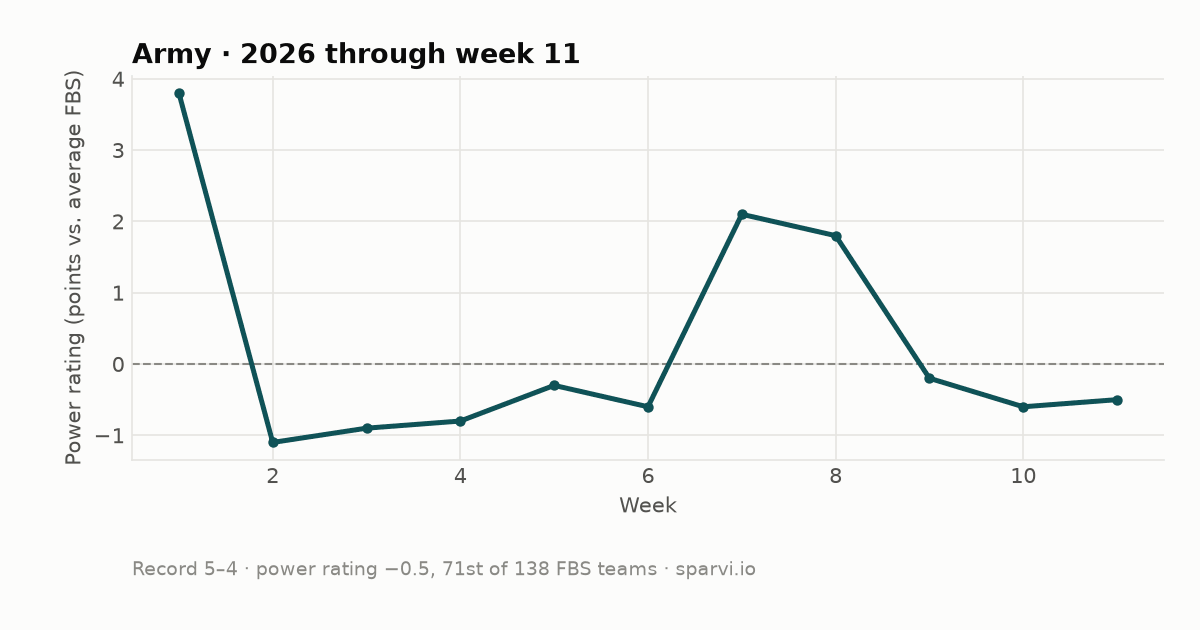 Army · 2026 through week 11
Power rating (points vs. average FBS)
4
3
2
1
0
−1
2
4
6
8
10
Week
Record 5–4 · power rating −0.5, 71st of 138 FBS teams · sparvi.io